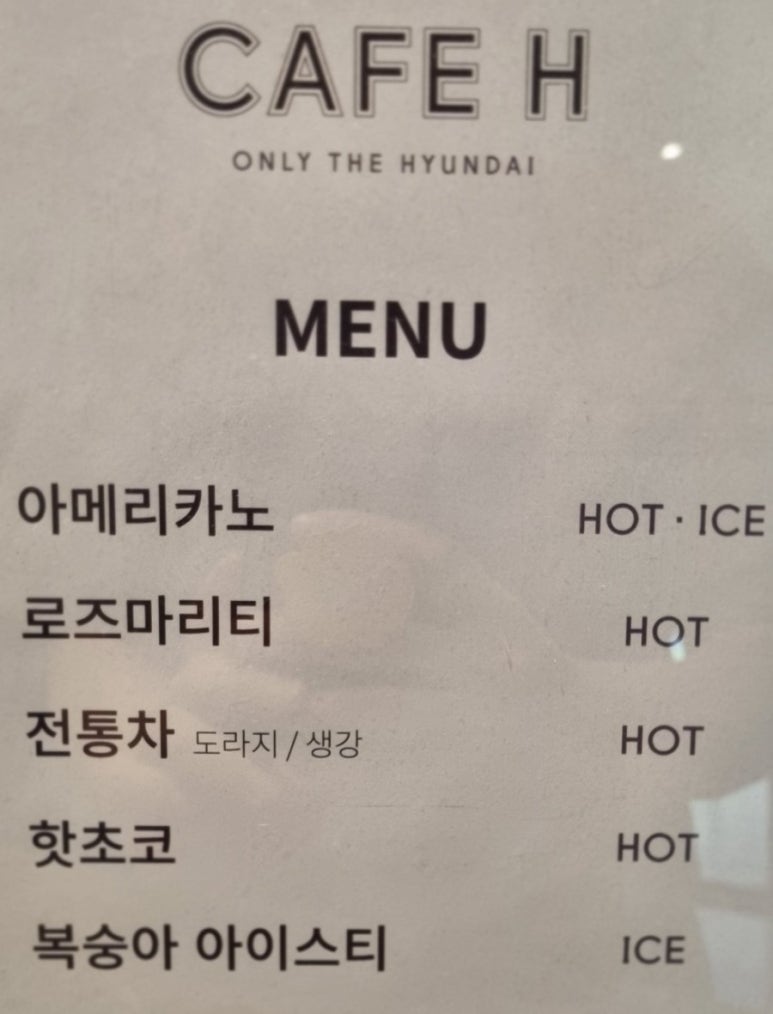 CAFE H
ONLY THE HYUNDAI
MENU
아메리카노 HOT · ICE
로즈마리티 HOT
전통차 도라지 / 생강 HOT
핫초코 HOT
복숭아 아이스티 ICE